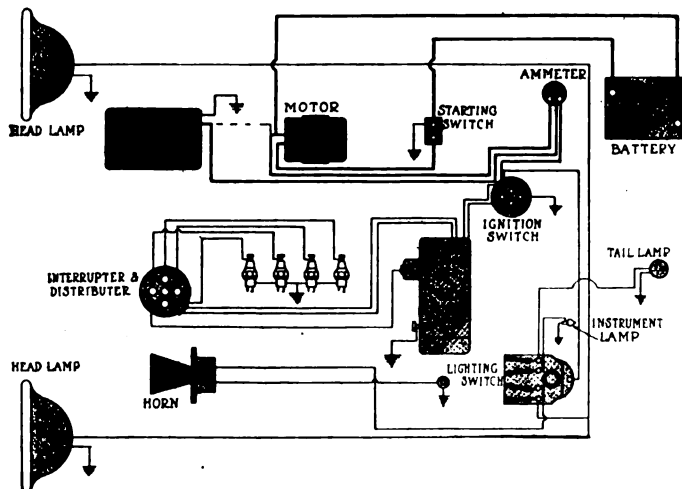 HEAD LAMP
MOTOR
STARTING
SWITCH
AMMETER
BATTERY
IGNITION
SWITCH
INTERRUPTER &
DISTRIBUTER
TAIL LAMP
INSTRUMENT
LAMP
HEAD LAMP
HORN
LIGHTING
SWITCH